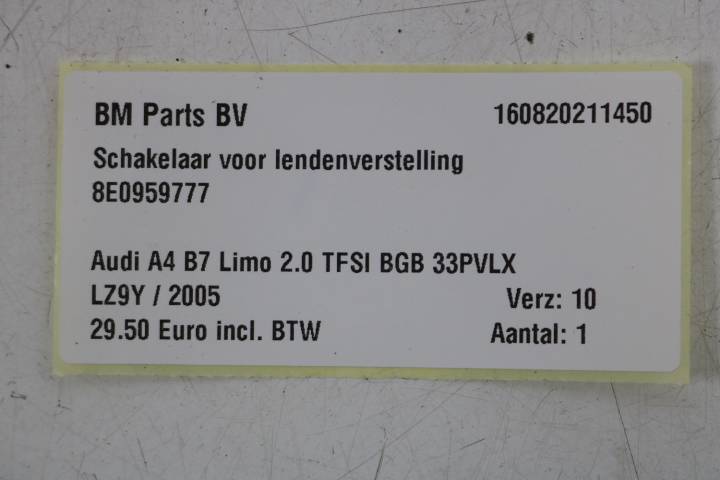 BM Parts BV 160820211450
Schakelaar voor lendenverstelling
8E0959777
Audi A4 B7 Limo 2.0 TFSI BGB 33PVLX
LZ9Y / 2005 Verz: 10
29.50 Euro incl. BTW Aantal: 1